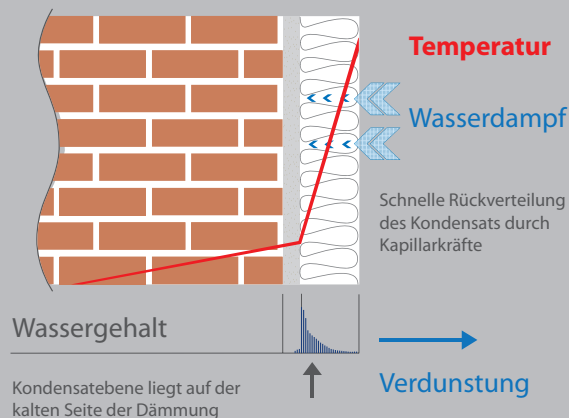 Temperatur
Wasserdampf
Schnelle Rückverteilung
des Kondensats durch
Kapillarkräfte
Wassergehalt
Verdunstung
Kondensatebene liegt auf der
kalten Seite der Dämmung